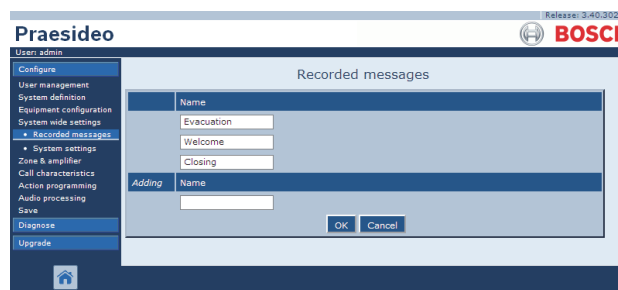 Release: 3.40.302
Praesideo
BOSCH
User: admin
Configure
User management
System definition
Equipment configuration
System wide settings
• Recorded messages
• System settings
Zone & amplifier
Call characteristics
Action programming
Audio processing
Save
Diagnose
Upgrade
Recorded messages
Name
Evacuation
Welcome
Closing
Adding Name
OK Cancel